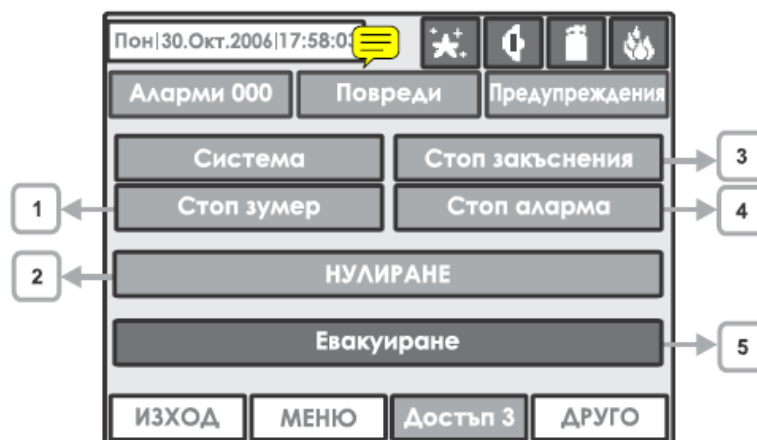 Пон|30.Окт.2006|17:58:03
Аларми 000 Повреди Предупреждения
Система Стоп закъснения 3
1 Стоп зумер Стоп аларма 4
2 НУЛИРАНЕ
Евакуиране 5
ИЗХОД МЕНЮ Достъп 3 ДРУГО